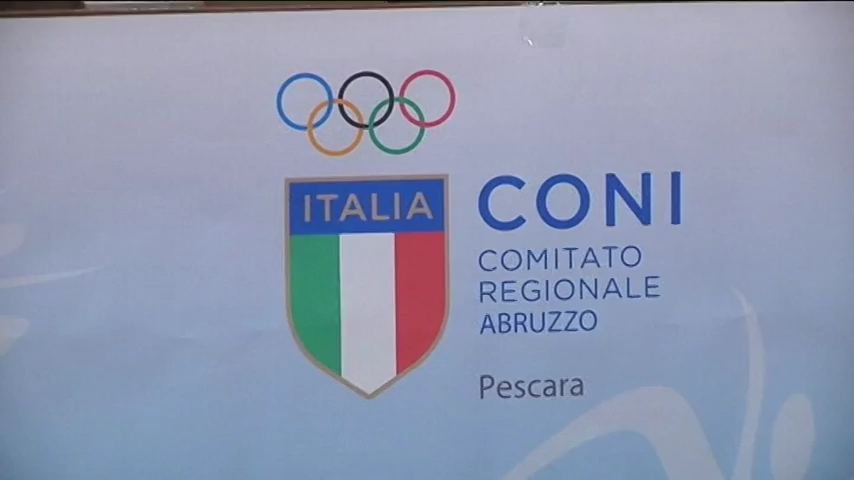 ITALIA
CONI
COMITATO
REGIONALE
ABRUZZO
Pescara